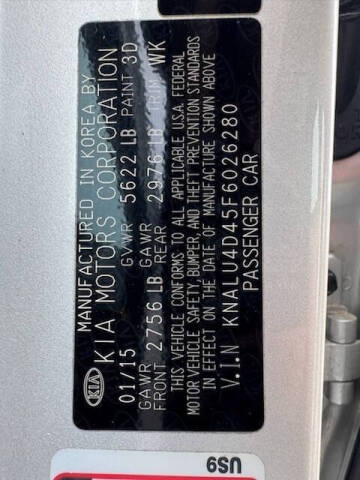 MANUFACTURED IN KOREA BY
KIA KIA MOTORS CORPORATION
01/15 GVWR 5622 LB PAINT 3D
GAWR FRONT 2756 LB GAWR REAR 2976 LB TRIM WK
THIS VEHICLE CONFORMS TO ALL APPLICABLE U.S.A. FEDERAL
MOTOR VEHICLE SAFETY, BUMPER, AND THEFT PREVENTION STANDARDS
IN EFFECT ON THE DATE OF MANUFACTURE SHOWN ABOVE
V.I.N KNALU4D45F6026280
PASSENGER CAR
US9